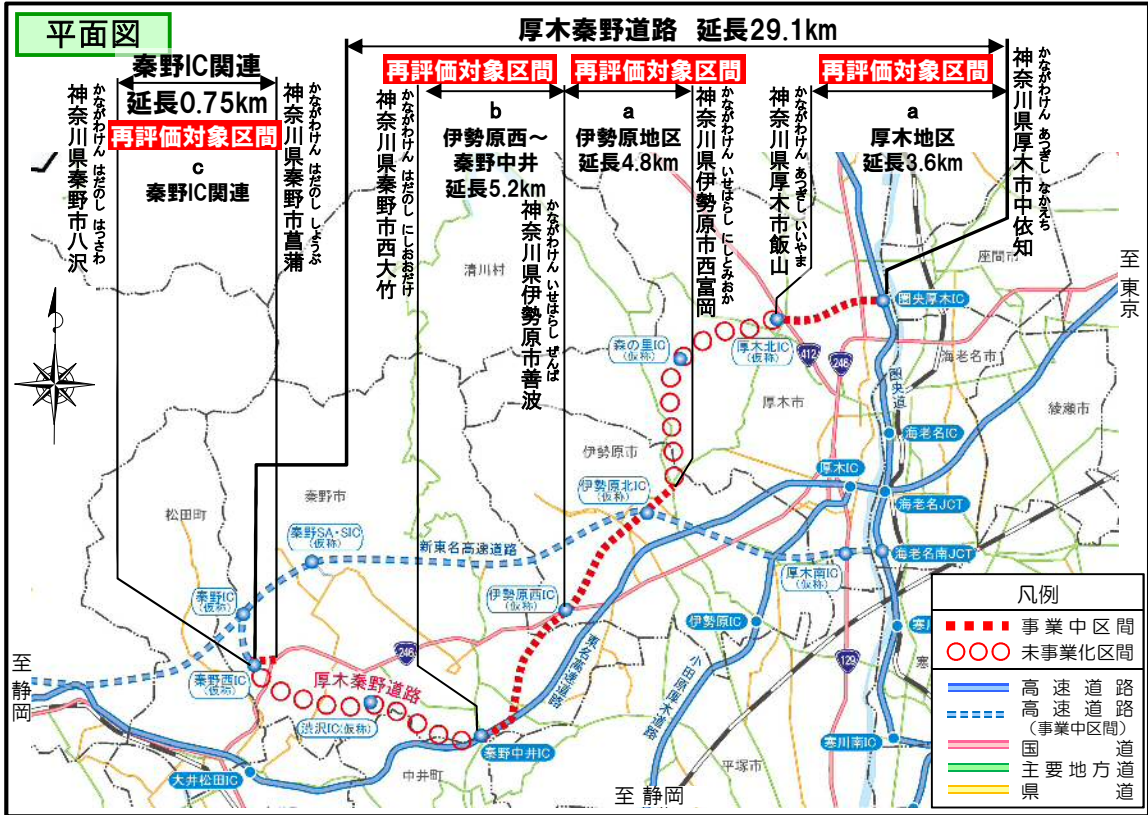 平面図
厚木秦野道路 延長29.1km
秦野IC関連
延長0.75km
再評価対象区間
c
秦野IC関連
再評価対象区間
b
伊勢原西～
秦野中井
延長5.2km
再評価対象区間
a
伊勢原地区
延長4.8km
再評価対象区間
a
厚木地区
延長3.6km
かながわけん はだのし はっさわ
神奈川県秦野市八沢
かながわけん はだのし しょうぶ
神奈川県秦野市菖蒲
かながわけん はだのし にしおおだけ
神奈川県秦野市西大竹
かながわけん いせはらし ぜんぱ
神奈川県伊勢原市善波
かながわけん いせはらし にしとみおか
神奈川県伊勢原市西富岡
かながわけん あつぎし いいやま
神奈川県厚木市飯山
かながわけん あつぎし なかえち
神奈川県厚木市中依知
至 東京
座間市
清川村
圏央厚木IC
森の里IC
(仮称)
厚木北IC
(仮称)
412
246
海老名市
圏央道
厚木市
綾瀬市
海老名IC
伊勢原市
厚木IC
伊勢原北IC
(仮称)
海老名JCT
秦野市
松田町
秦野SA・SIC
(仮称)
新東名高速道路
海老名南JCT
厚木南IC
(仮称)
秦野IC
(仮称)
伊勢原西IC
(仮称)
伊勢原IC
寒川
246
東名高速道路
小田原厚木道路
129
至 静岡
秦野西IC
(仮称)
厚木秦野道路
渋沢IC(仮称)
秦野中井IC
寒川南IC
大井松田IC
中井町
平塚市
至 静岡
凡例
事業中区間
未事業化区間
高速道路
高速道路
(事業中区間)
国道
主要地方道
県道